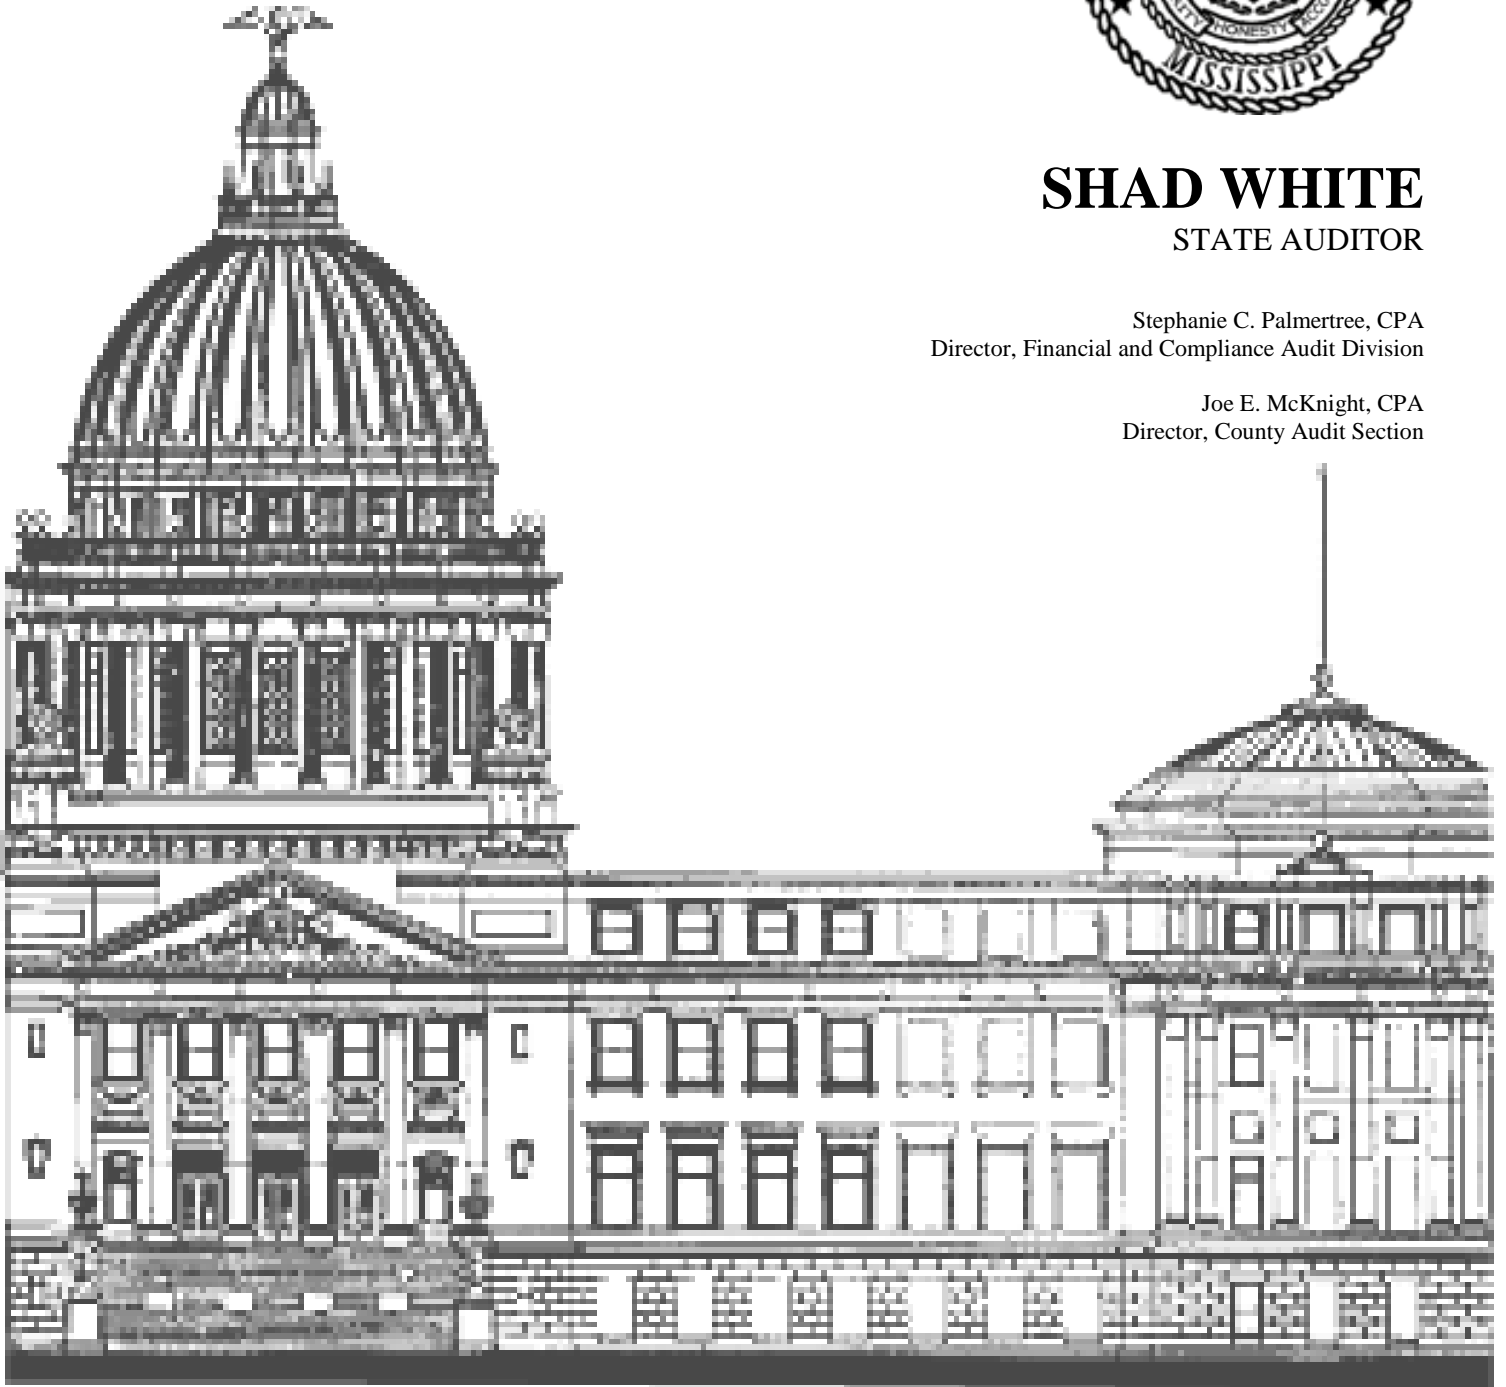 HONESTY
MISSISSIPPI
SHAD WHITE
STATE AUDITOR
Stephanie C. Palmertree, CPA
Director, Financial and Compliance Audit Division
Joe E. McKnight, CPA
Director, County Audit Section